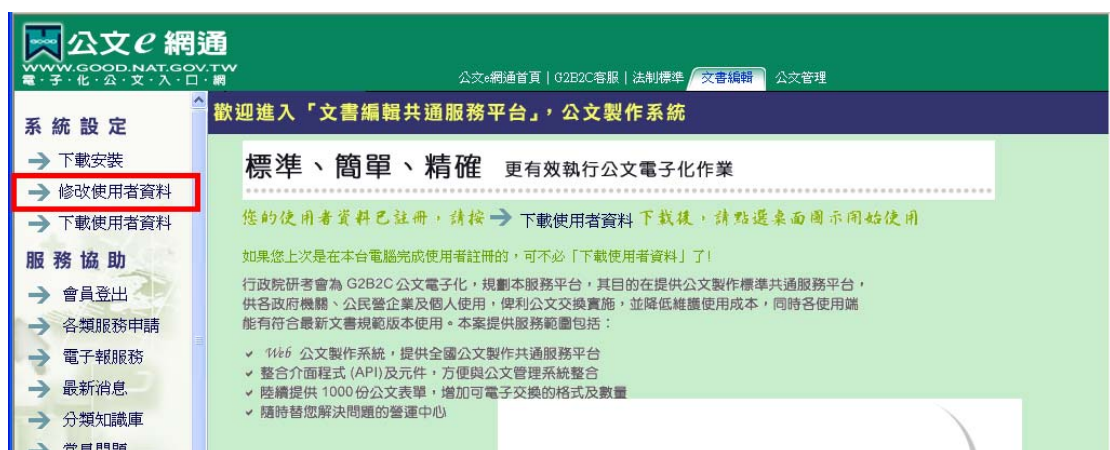 公文e網通
WWW.GOOD.NAT.GOV.TW
電‧子‧化‧公‧文‧入‧口‧網
公文e網通首頁 | G2B2C客服 | 法制標準 文書編輯 公文管理
系統設定
下載安裝
修改使用者資料
下載使用者資料
服務協助
會員登出
各類服務申請
電子報服務
最新消息
分類知識庫
常見問題
歡迎進入「文書編輯共通服務平台」,公文製作系統
標準、簡單、精確 更有效執行公文電子化作業
您的使用者資料已註冊,請按 下載使用者資料 下載後,請點選桌面圖示開始使用
如果您上次是在本台電腦完成使用者註冊的,可不必「下載使用者資料」了!
行政院研考會為 G2B2C 公文電子化,規劃本服務平台,其目的在提供公文製作標準共通服務平台,
供各政府機關、公民營企業及個人使用,俾利公文交換實施,並降低維護使用成本,同時各使用端
能有符合最新文書規範版本使用。本案提供服務範圍包括:
✓ Web 公文製作系統,提供全國公文製作共通服務平台
✓ 整合介面程式 (API)及元件,方便與公文管理系統整合
✓ 陸續提供 1000 份公文表單,增加可電子交換的格式及數量
✓ 隨時替您解決問題的營運中心